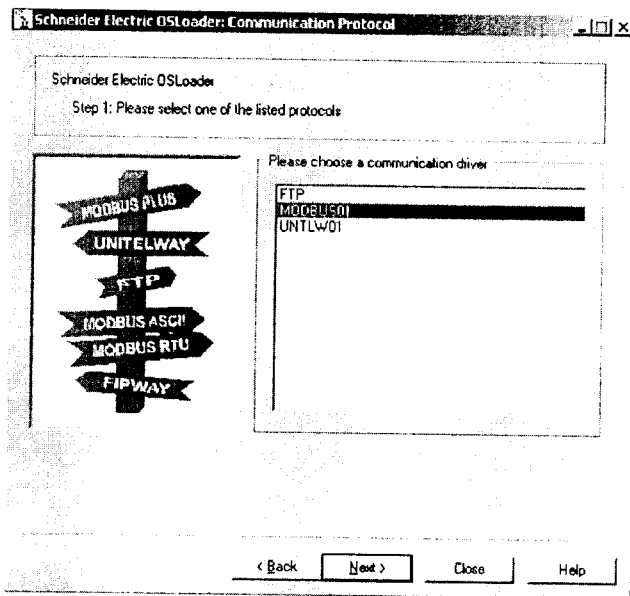 Schneider Electric OSLoader: Communication Protocol
Schneider Electric OSLoader
Step 1: Please select one of the listed protocols
MODBUS PLUS
UNITELWAY
FTP
MODBUS ASCII
MODBUS RTU
FIPWAY
Please choose a communication driver
FTP
MODBUS01
UNTLW01
< Back
Next >
Close
Help